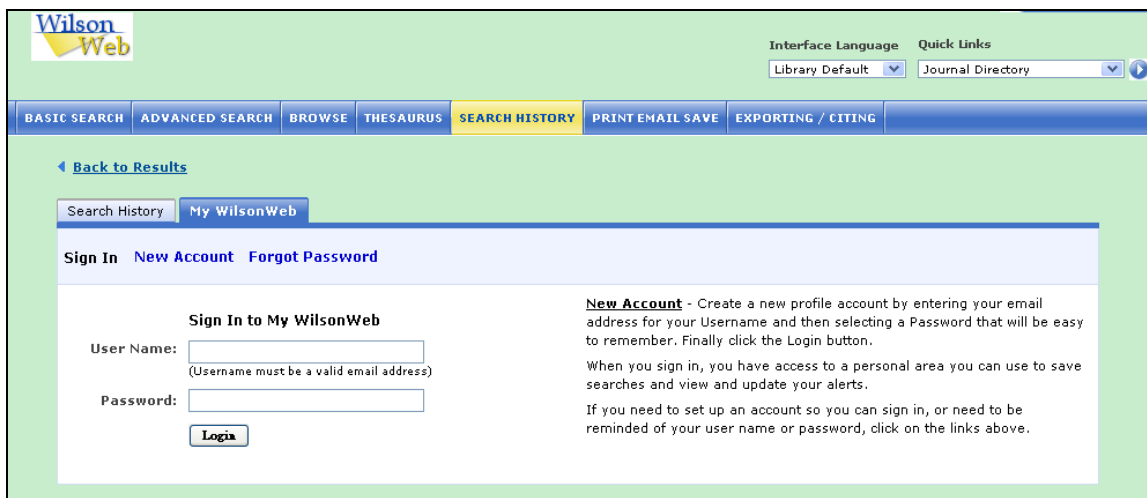 Wilson
Web
Interface Language Quick Links
Library Default Journal Directory
BASIC SEARCH ADVANCED SEARCH BROWSE THESAURUS SEARCH HISTORY PRINT EMAIL SAVE EXPORTING / CITING
Back to Results
Search History My WilsonWeb
Sign In New Account Forgot Password
Sign In to My WilsonWeb
User Name:
(Username must be a valid email address)
Password:
Login
New Account - Create a new profile account by entering your email
address for your Username and then selecting a Password that will be easy
to remember. Finally click the Login button.
When you sign in, you have access to a personal area you can use to save
searches and view and update your alerts.
If you need to set up an account so you can sign in, or need to be
reminded of your user name or password, click on the links above.